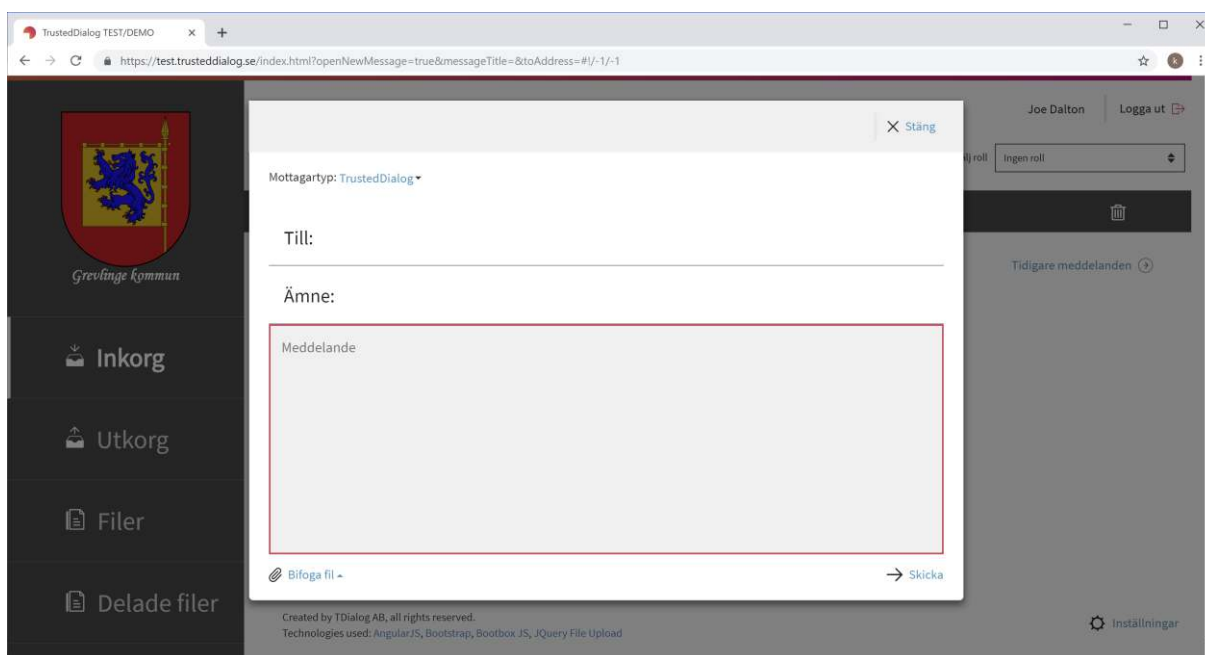 TrustedDialog TEST/DEMO
https://test.trusteddialog.se/index.html?openNewMessage=true&messageTitle=&toAddress=#!/-1/-1
k
Grevlinge kommun
Inkorg
Utkorg
Filer
Delade filer
Joe Dalton
Logga ut
roll
Ingen roll
Tidigare meddelanden
Stäng
Mottagartyp: TrustedDialog
Till:
Ämne:
Meddelande
Bifoga fil
Skicka
Created by TDialog AB, all rights reserved.
Technologies used: AngularJS, Bootstrap, Bootbox JS, JQuery File Upload
Inställningar